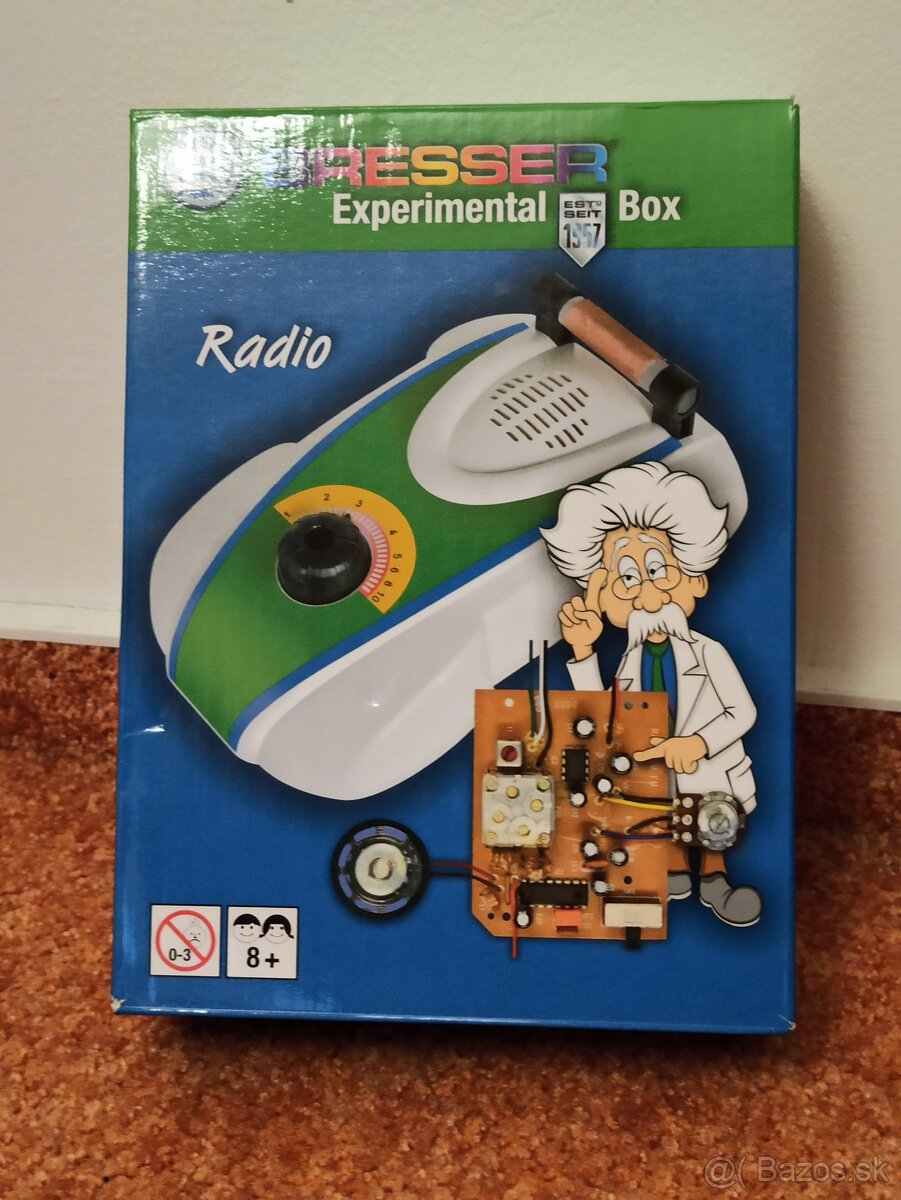 BRESSER
Experimental Box
EST'D
SEIT
1957
Radio
1 2 3 4 5 6 8 10
0-3
8+
@( Bazos.sk